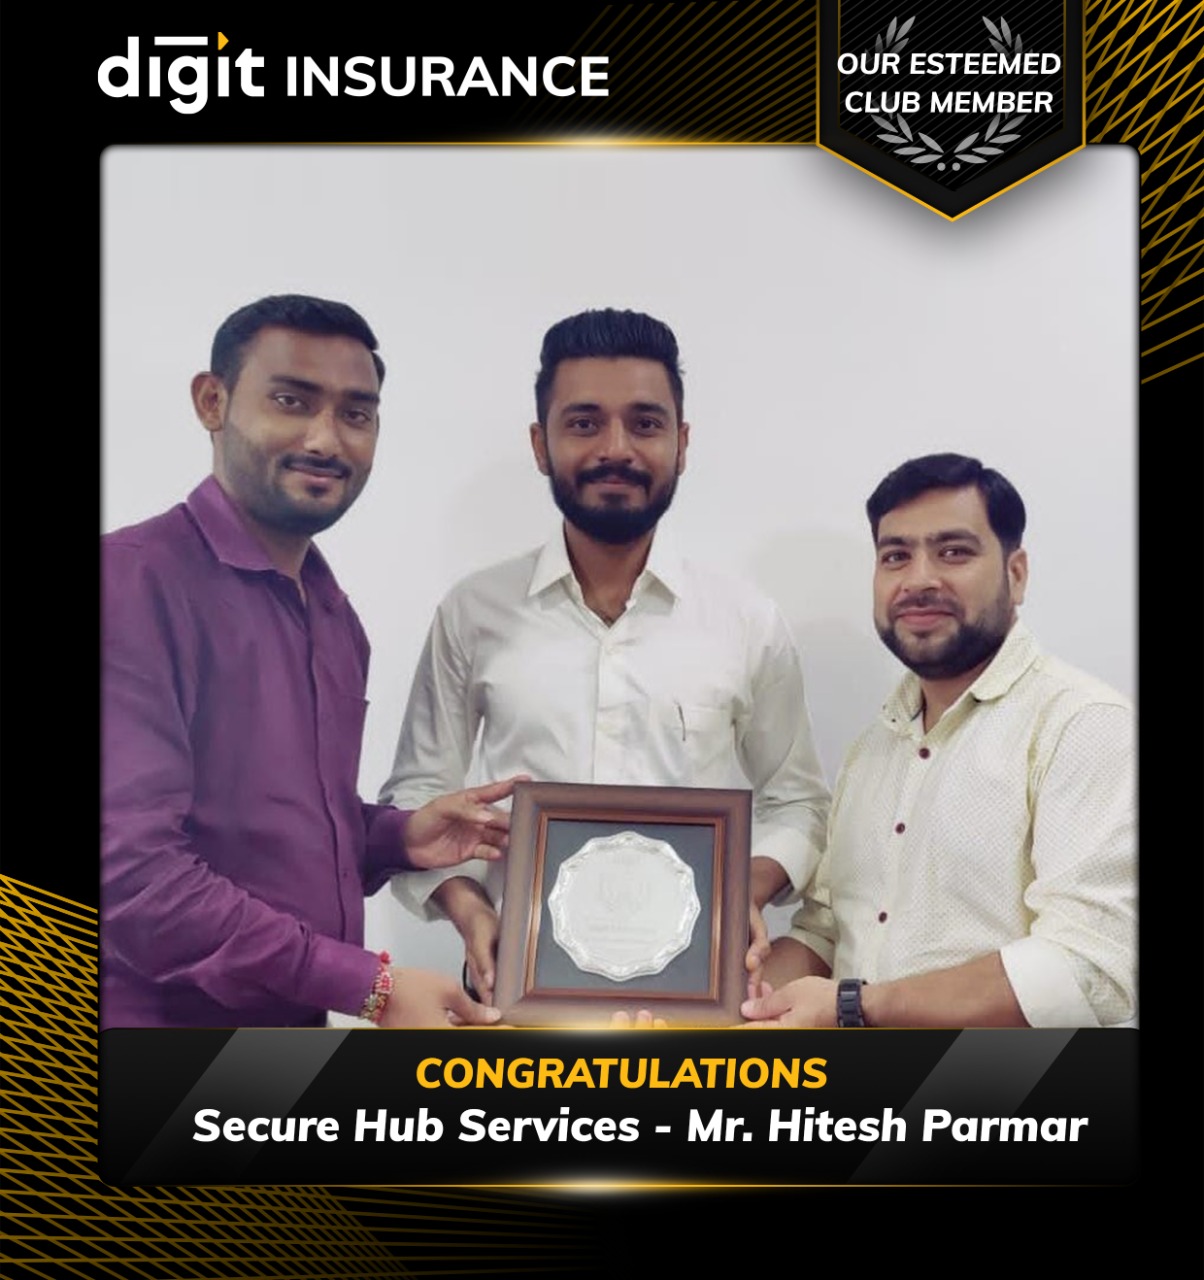 digit INSURANCE
OUR ESTEEMED
CLUB MEMBER
CONGRATULATIONS
Secure Hub Services - Mr. Hitesh Parmar